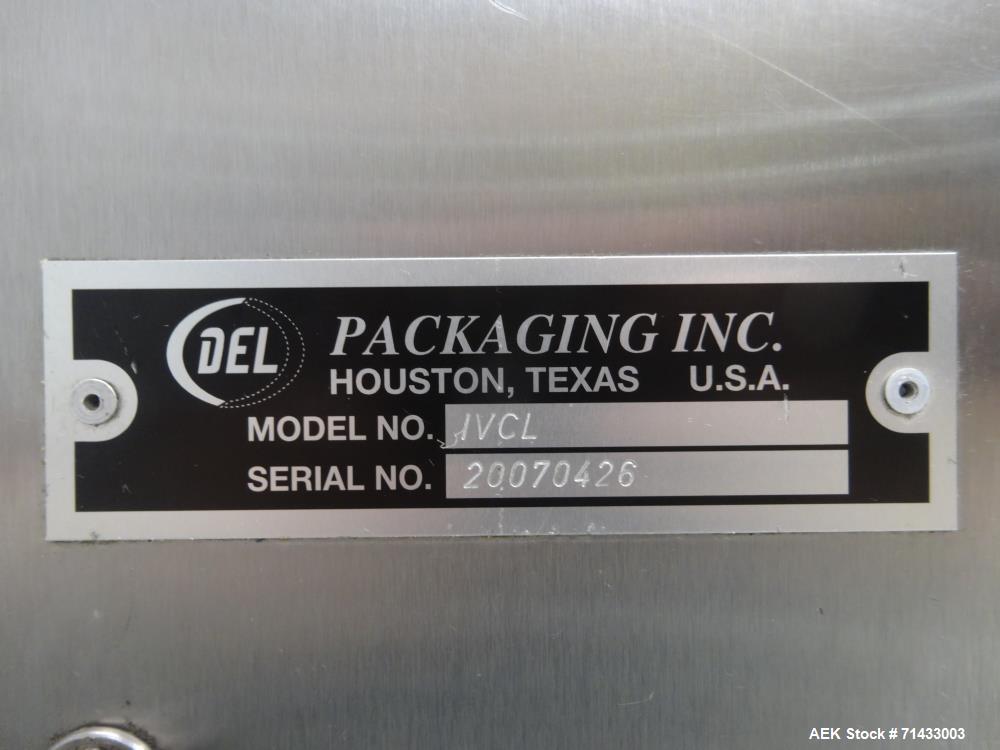 DEL PACKAGING INC.
HOUSTON, TEXAS U.S.A.
MODEL NO. IVCL
SERIAL NO. 20070426
AEK Stock #71433003